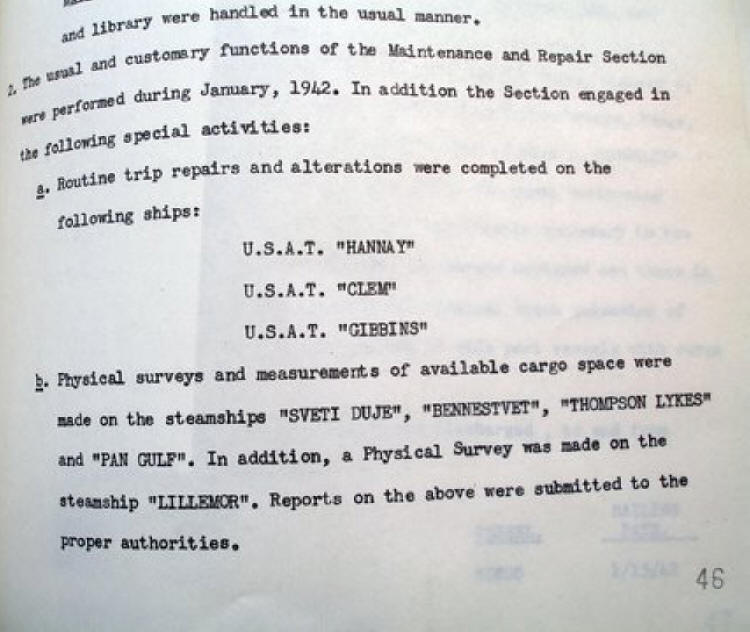 and library were handled in the usual manner.
2. The usual and customary functions of the Maintenance and Repair Section
were performed during January, 1942. In addition the Section engaged in
the following special activities:
a. Routine trip repairs and alterations were completed on the
following ships:
U.S.A.T. "HANNAY"
U.S.A.T. "CLEM"
U.S.A.T. "GIBBINS"
b. Physical surveys and measurements of available cargo space were
made on the steamships "SVETI DUJE", "BENNESTVET", "THOMPSON LYKES"
and "PAN GULF". In addition, a Physical Survey was made on the
steamship "LILLEMOR". Reports on the above were submitted to the
proper authorities.
46